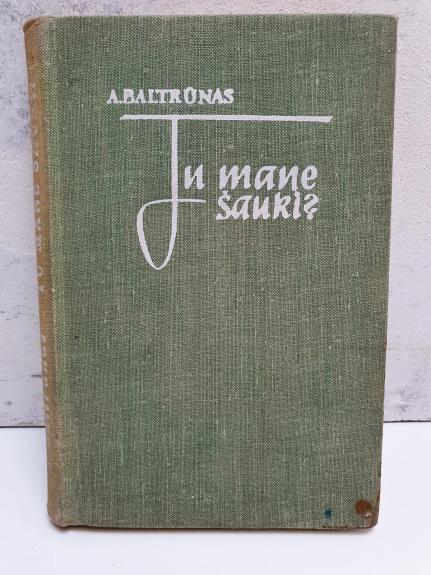 A. BALTRŪNAS
Tu mane
šauki?